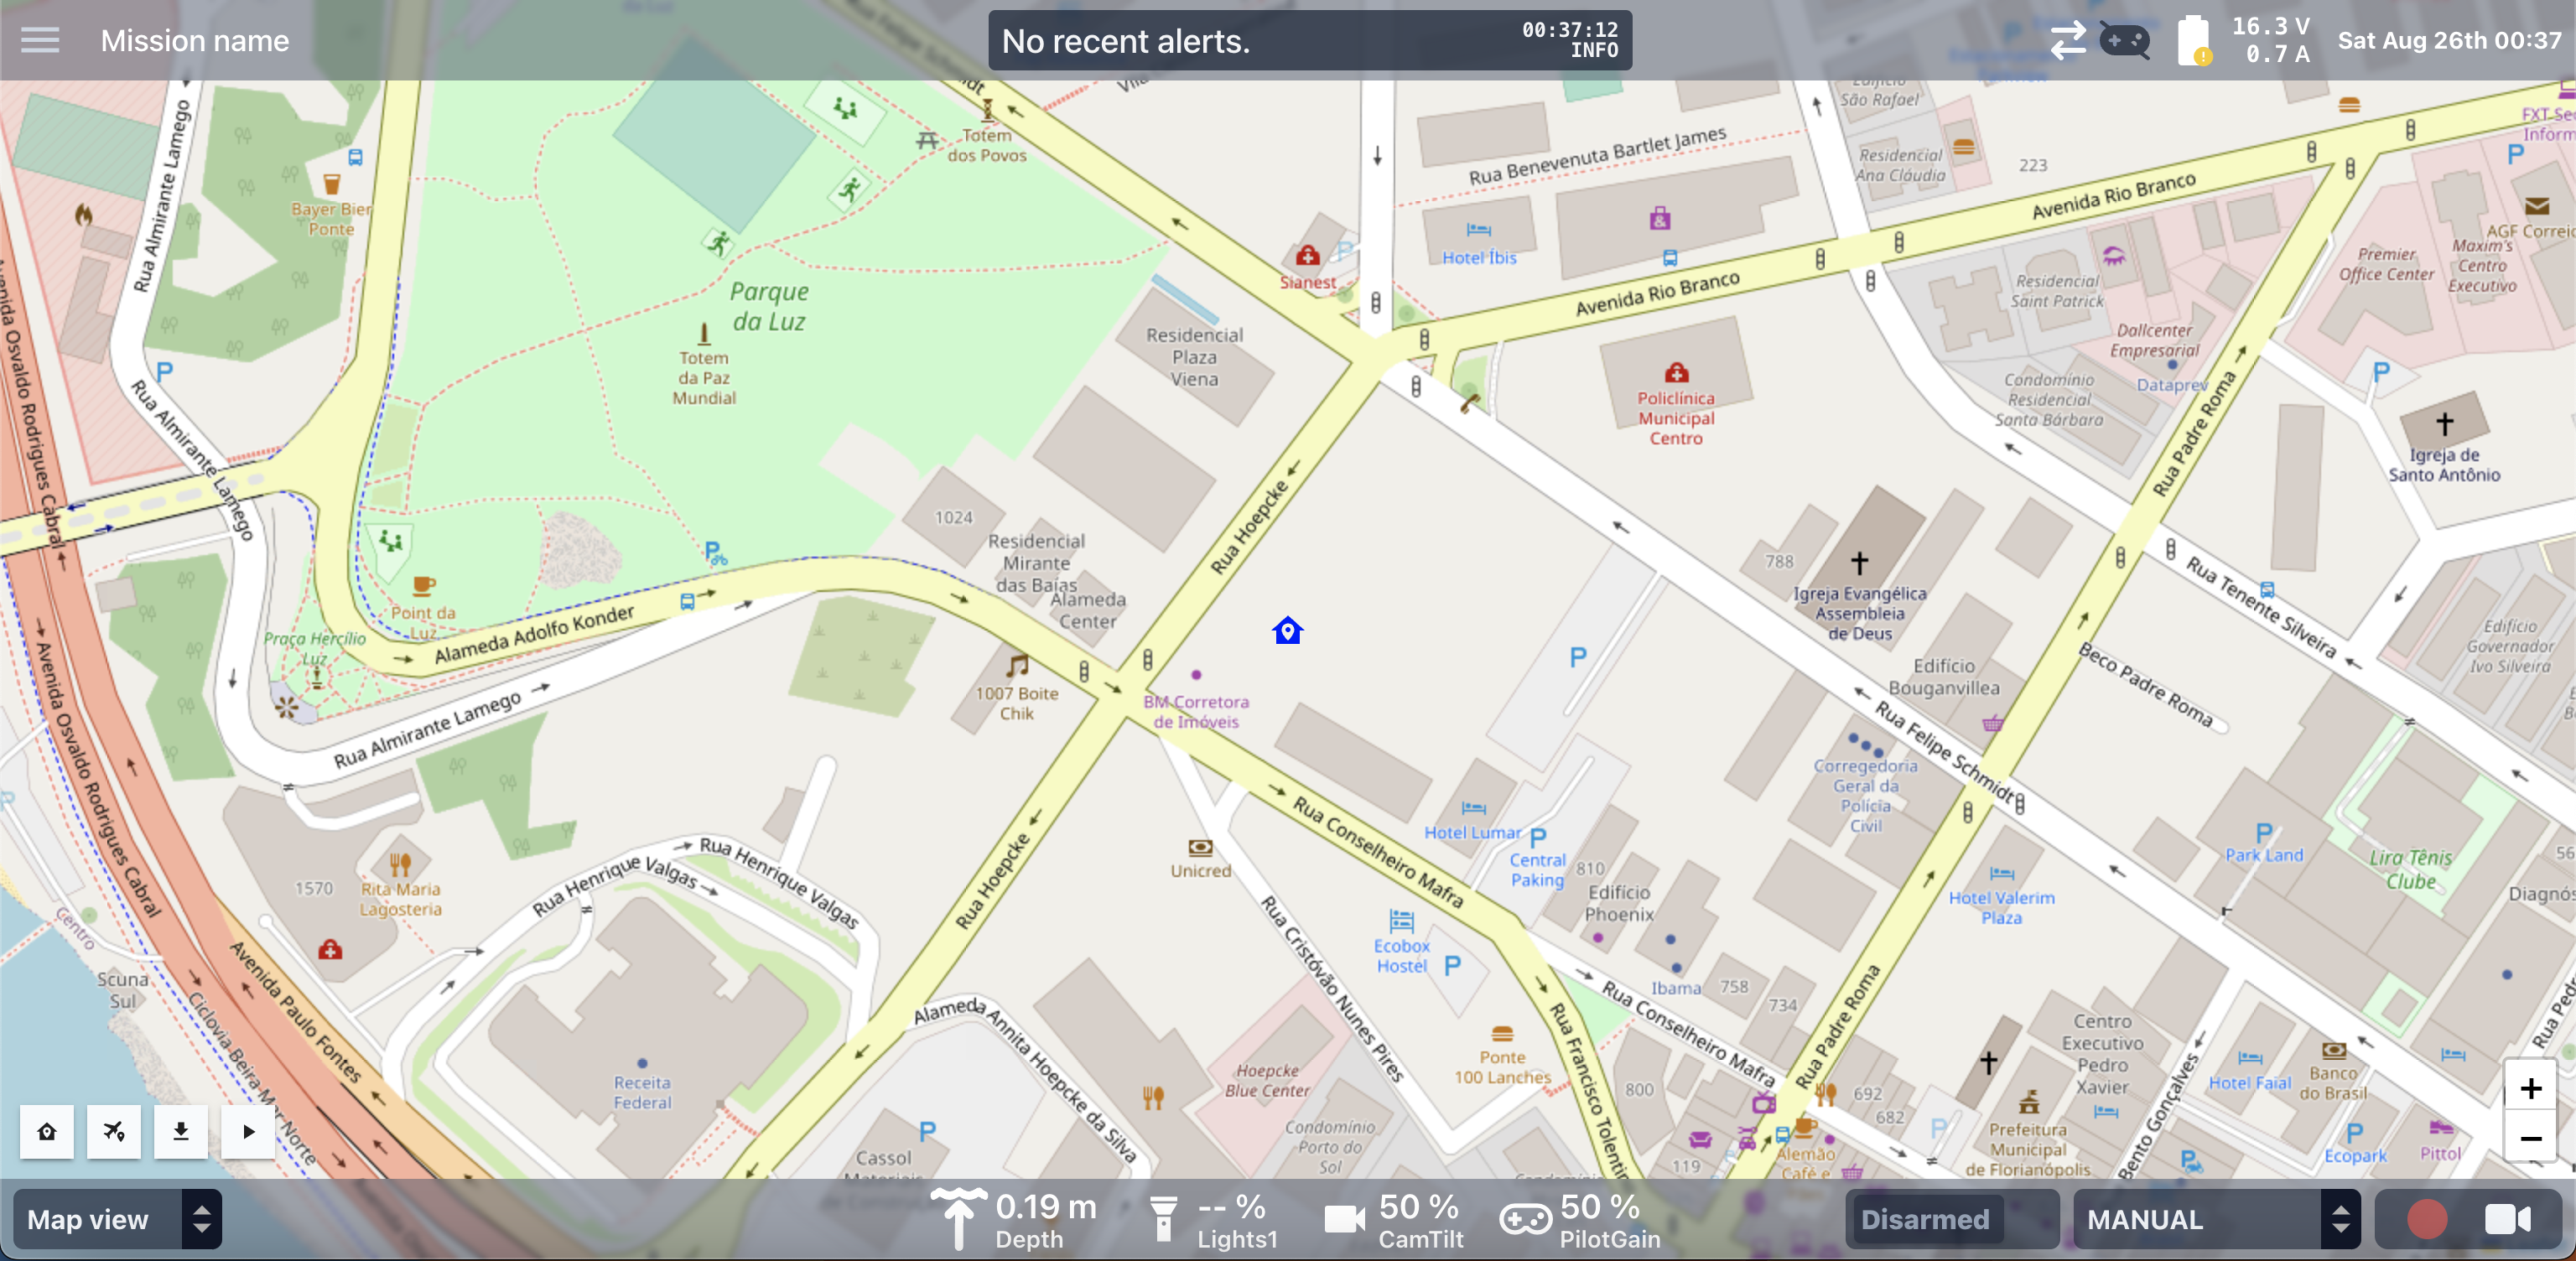 Mission name
No recent alerts.
00:37:12
INFO
16.3 V
0.7 A
Sat Aug 26th 00:37
Rua Almirante Lamego
Bayer Bier
Ponte
Totem
dos Povos
Parque
da Luz
Totem
da Paz
Mundial
Residencial
Plaza
Viena
Sianest
Rua Benevenuta Bartlet James
Hotel Íbis
Avenida Rio Branco
Edifício
São Rafael
Residencial
Ana Cláudia
223
Avenida Rio Branco
FXT Sec
Inform
AGF Correio
Premier
Office Center
Maxim's
Centro
Executivo
Residencial
Saint Patrick
Dallcenter
Empresarial
Dataprev
Condomínio
Residencial
Santa Bárbara
Policlínica
Municipal
Centro
Igreja de
Santo Antônio
Rua Padre Roma
Avenida Osvaldo Rodrigues Cabral
Rua Almirante Lamego
Rua Hoepcke
1024
Residencial
Mirante
das Baías
Alameda
Center
788
Igreja Evangélica
Assembleia
de Deus
Rua Tenente Silveira
Edifício
Governador
Ivo Silveira
Point da
Luz
Praça Hercílio
Luz
Alameda Adolfo Konder
Rua Almirante Lamego
1007 Boite
Chik
BM Corretora
de Imóveis
Edifício
Bouganvillea
Beco Padre Roma
Rua Felipe Schmidt
Corregedoria
Geral da
Polícia
Civil
Avenida Osvaldo Rodrigues Cabral
1570
Rita Maria
Lagosteria
Rua Henrique Valgas
Rua Henrique Valgas
Rua Hoepcke
Unicred
Rua Conselheiro Mafra
Hotel Lumar
Central
Paking
810
Edifício
Phoenix
Ecobox
Hostel
Hotel Valerim
Plaza
Park Land
Lira Tênis
Clube
Centro
Scuna
Sul
Avenida Paulo Fontes
Ciclovia Beira Mar Norte
Receita
Federal
Alameda Annita Hoepcke da Silva
Rua Cristóvão Nunes Pires
Hoepcke
Blue Center
Condomínio
Porto do
Sol
Ponte
100 Lanches
Rua Francisco Tolentin
Ibama
758
734
Rua Conselheiro Mafra
Rua Padre Roma
800
119
692
682
Alemão
Café e
Centro
Executivo
Pedro
Xavier
Prefeitura
Municipal
de Florianópolis
Bento Gonçalves
Hotel Faial
Banco
do Brasil
Ecopark
Pittol
Cassol
+
−
Map view
0.19 m
Depth
-- %
Lights1
50 %
CamTilt
50 %
PilotGain
Disarmed
MANUAL